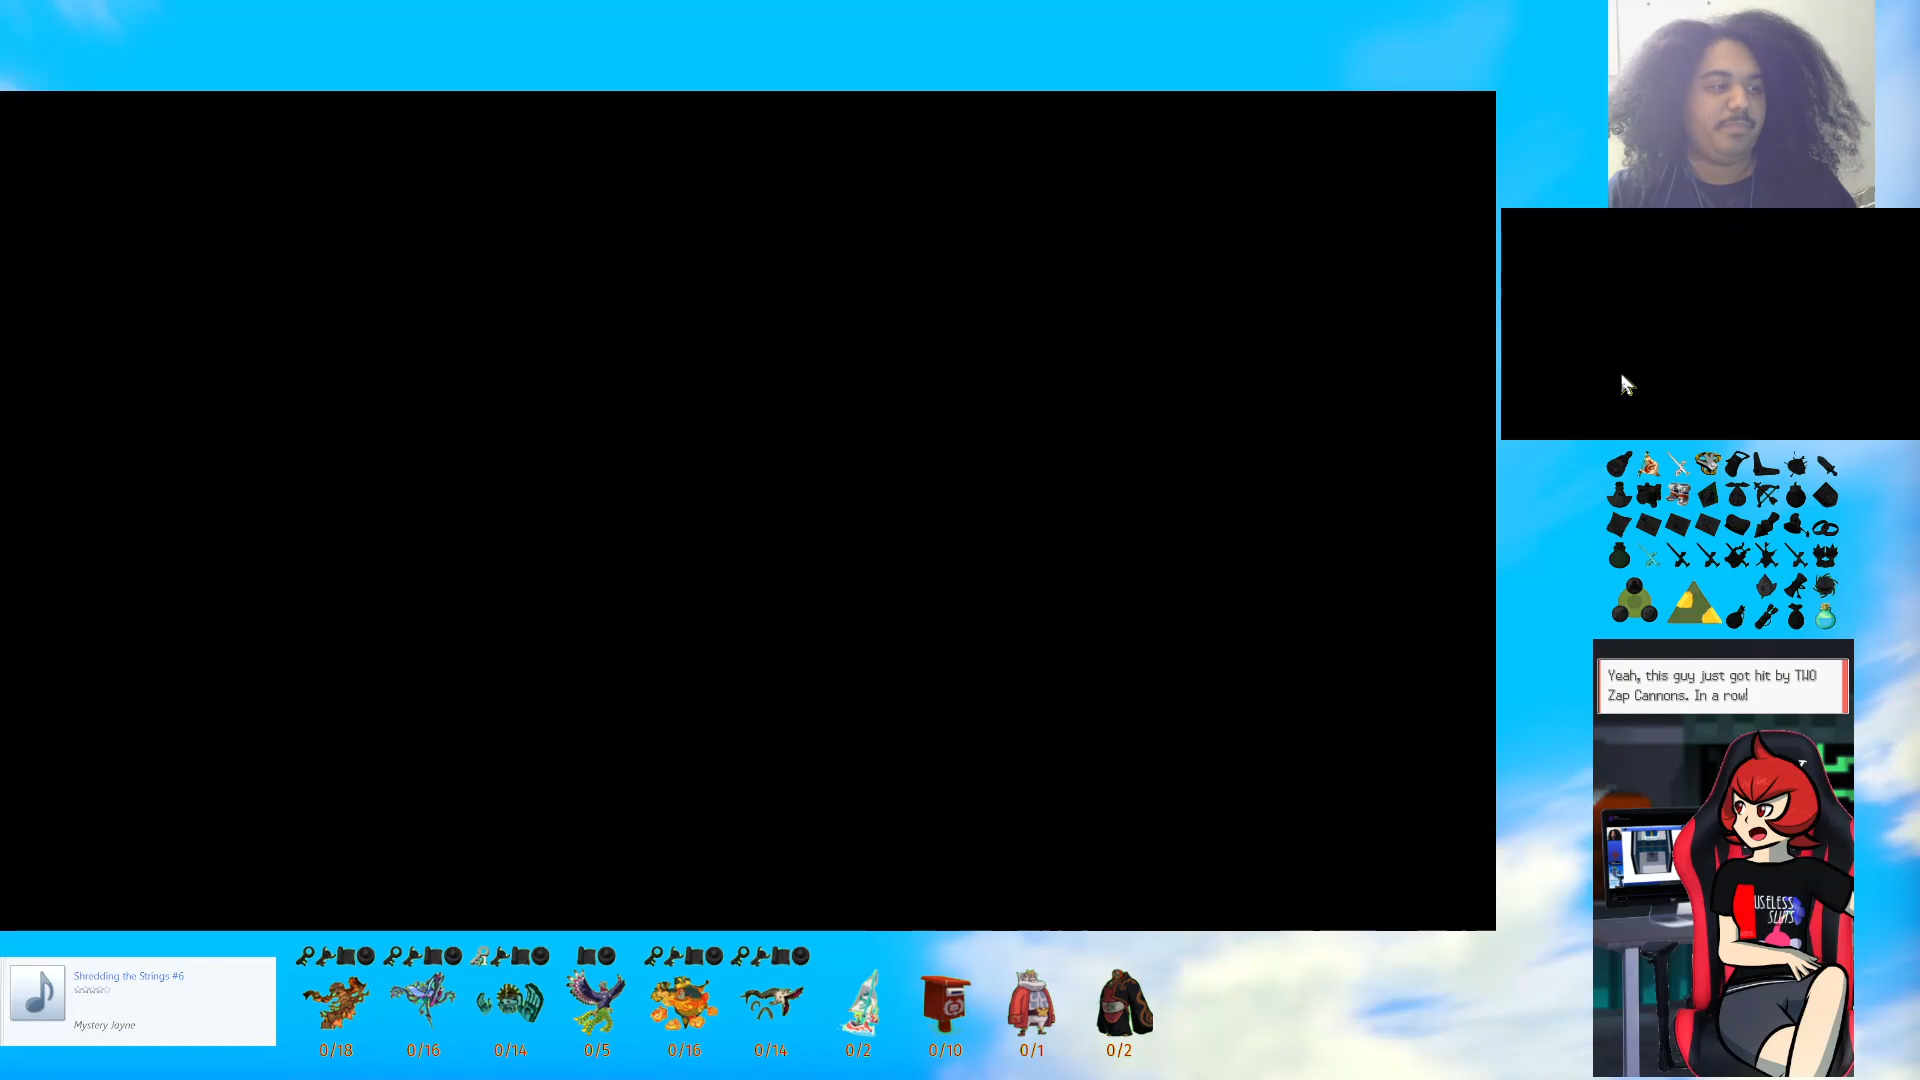 Yeah, this guy just got hit by TWO
Zap Cannons. In a row!
USELESS
SLUTS
Shredding the Strings #6
Mystery Jayne
0/18
0/16
0/14
0/5
0/16
0/14
0/2
0/10
0/1
0/2